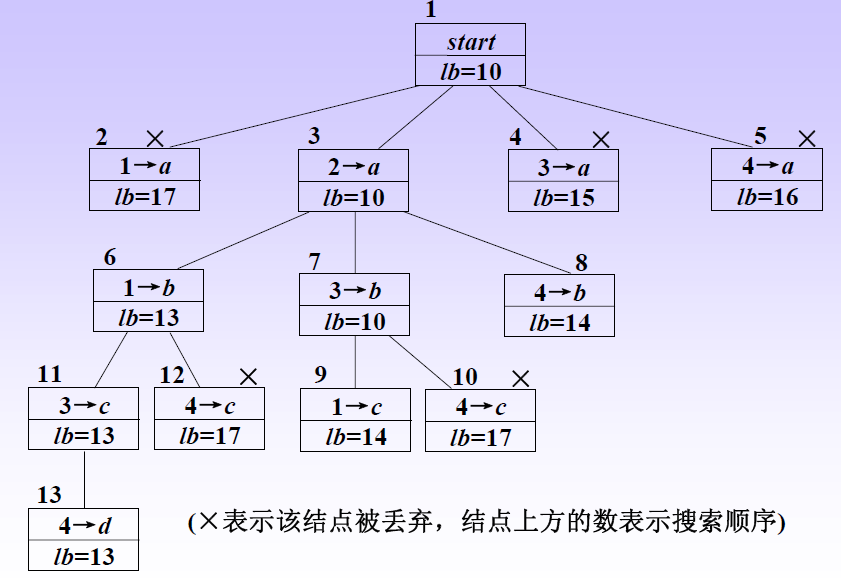 1
start
lb=10
2 ×
1→a
lb=17
3
2→a
lb=10
4 ×
3→a
lb=15
5 ×
4→a
lb=16
6
1→b
lb=13
7
3→b
lb=10
8
4→b
lb=14
11
3→c
lb=13
12 ×
4→c
lb=17
9
1→c
lb=14
10 ×
4→c
lb=17
13
4→d
lb=13
(×表示该结点被丢弃，结点上方的数表示搜索顺序)